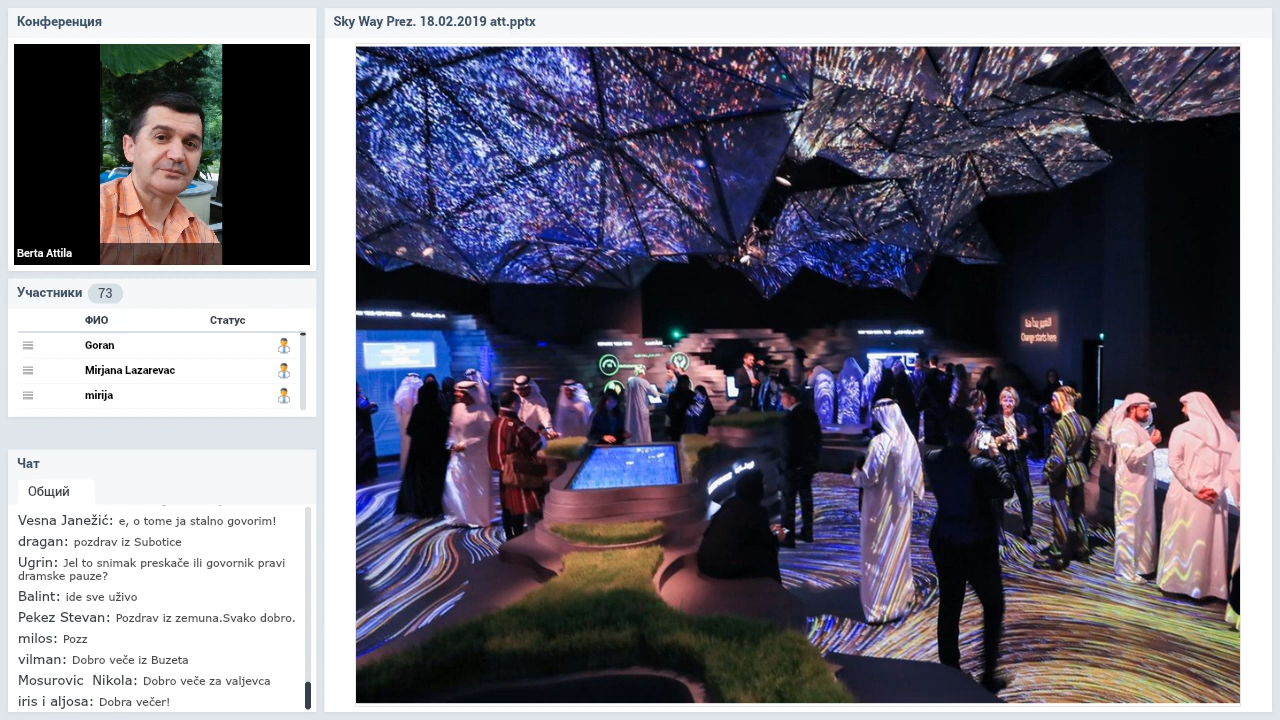 Конференция
Berta Attila
Участники 73
ФИО Статус
Goran
Mirjana Lazarevac
mirija
Чат
Общий
Vesna Janežić: e, o tome ja stalno govorim!
dragan: pozdrav iz Subotice
Ugrin: Jel to snimak preskače ili govornik pravi
dramske pauze?
Balint: ide sve uživo
Pekez Stevan: Pozdrav iz zemuna.Svako dobro.
milos: Pozz
vilman: Dobro veče iz Buzeta
Mosurovic Nikola: Dobro veče za valjevca
iris i aljosa: Dobra večer!
Sky Way Prez. 18.02.2019 att.pptx
التغيير يبدأ هنا
Change starts here